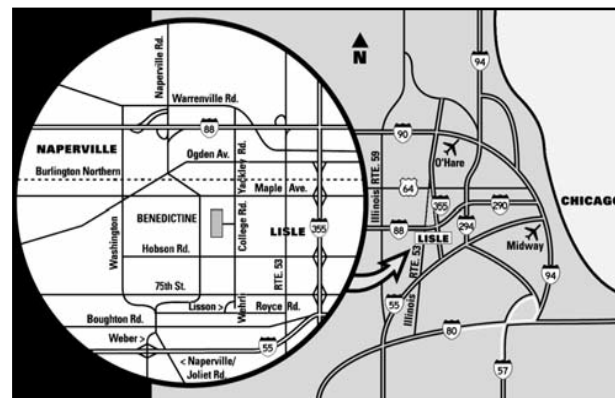 Naperville Rd.
Warrenville Rd.
NAPERVILLE
88
Ogden Av.
Burlington Northern
Yackley Rd.
Maple Ave.
BENEDICTINE
College Rd.
LISLE
355
Washington
Hobson Rd.
RTE. 53
75th St.
Lisson >
Wehrli
Royce Rd.
Boughton Rd.
Weber >
55
< Naperville/
Joliet Rd.
N
94
90
O'Hare
Illinois RTE. 59
64
355
290
CHICAGO
88
LISLE
294
Midway
Illinois RTE. 53
94
55
80
57